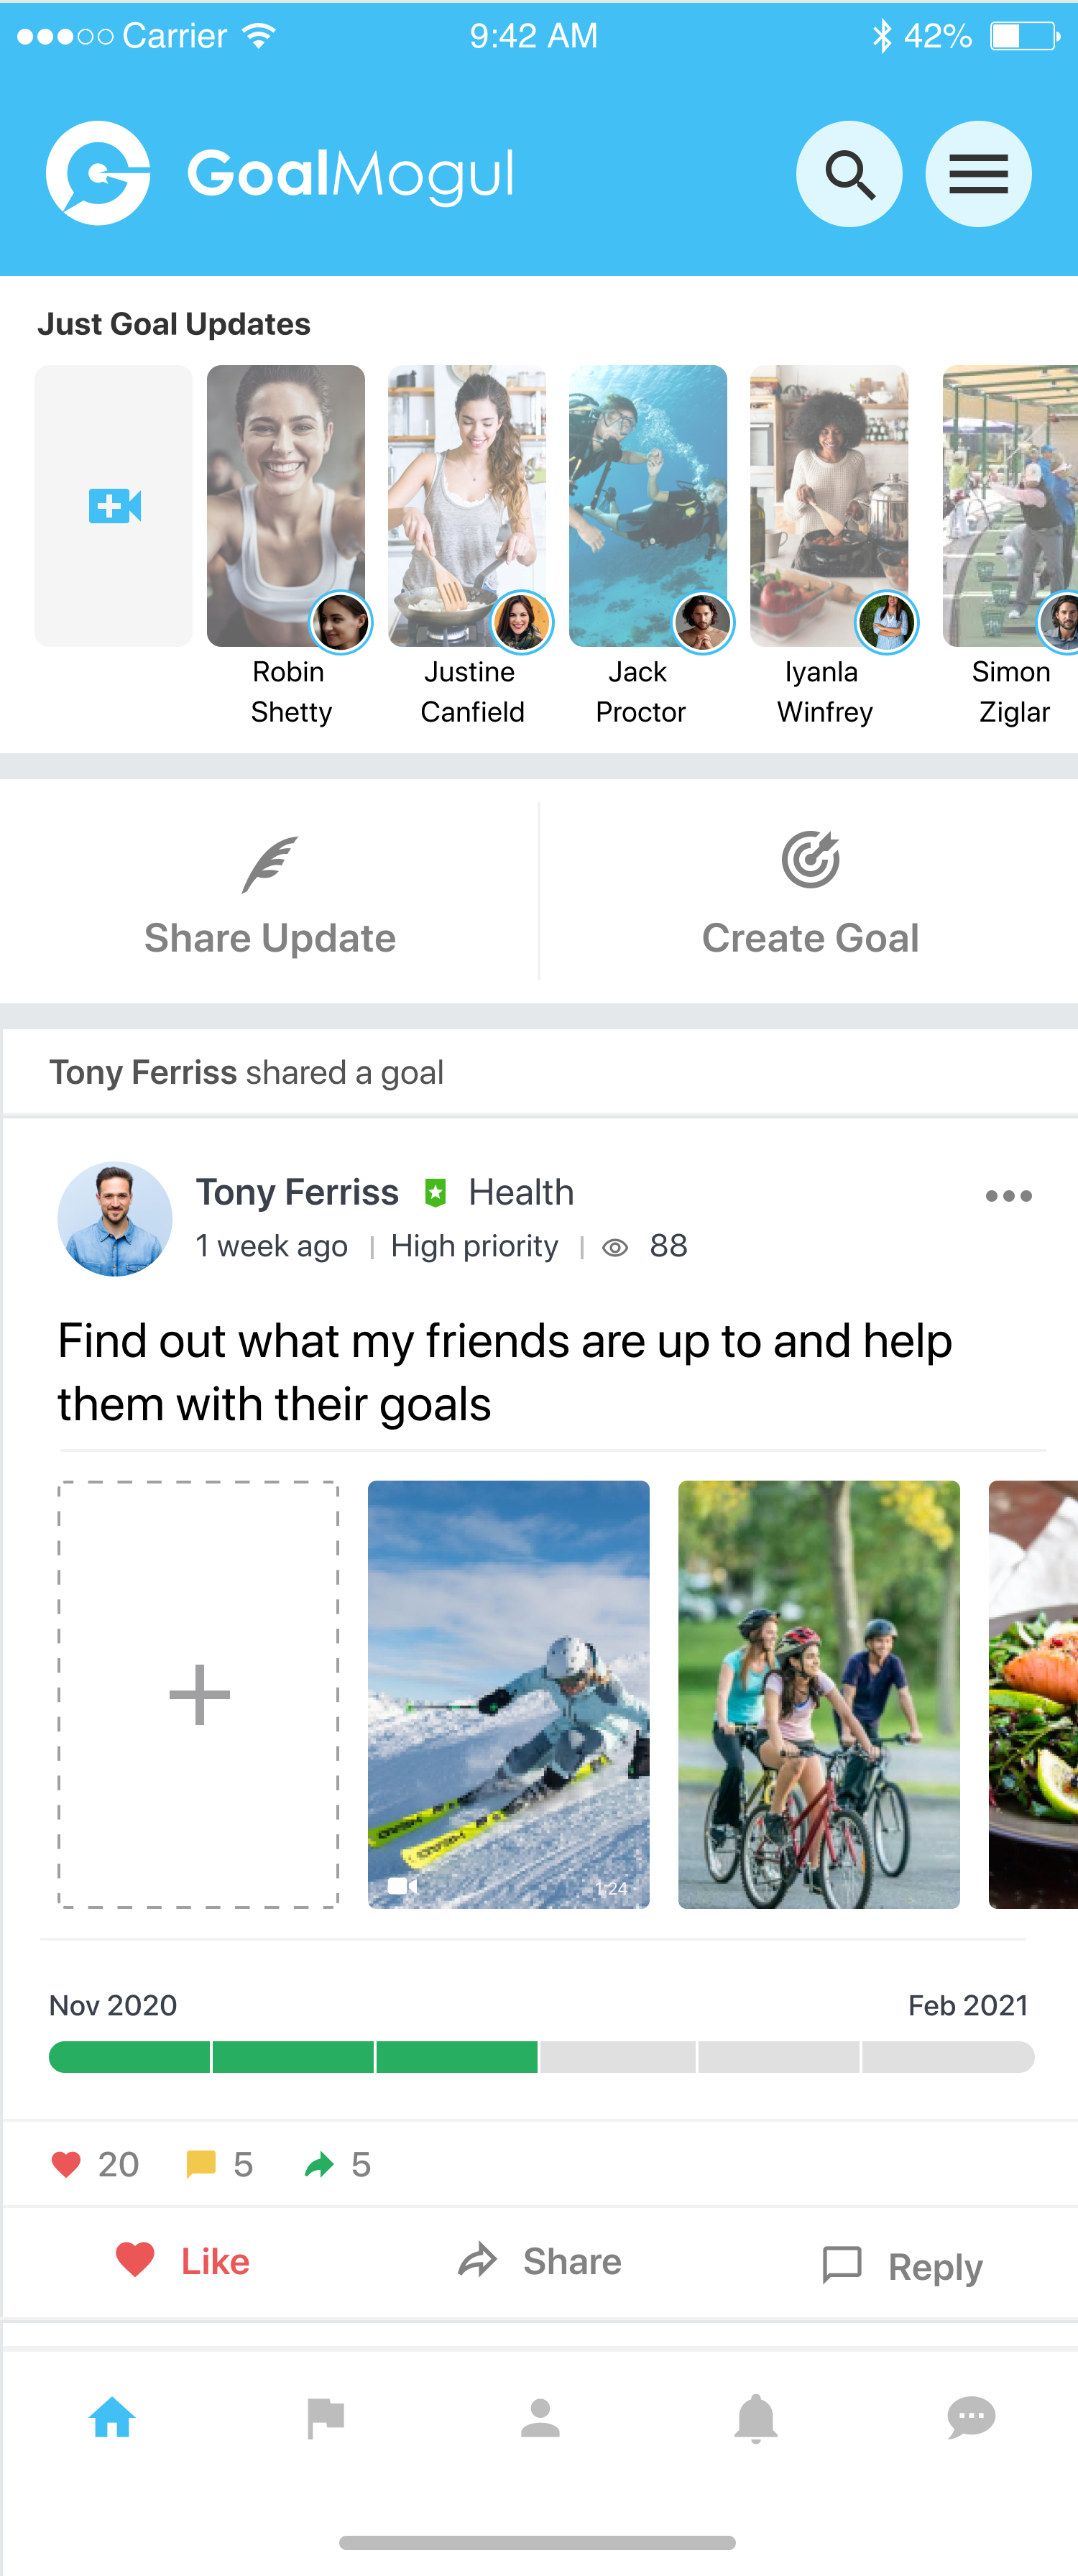 Carrier 9:42 AM 42%
GoalMogul
Just Goal Updates
Robin Shetty
Justine Canfield
Jack Proctor
Iyanla Winfrey
Simon Ziglar
Share Update
Create Goal
Tony Ferriss shared a goal
Tony Ferriss Health
1 week ago | High priority | 88
Find out what my friends are up to and help
them with their goals
1:24
Nov 2020 Feb 2021
20 5 5
Like Share Reply